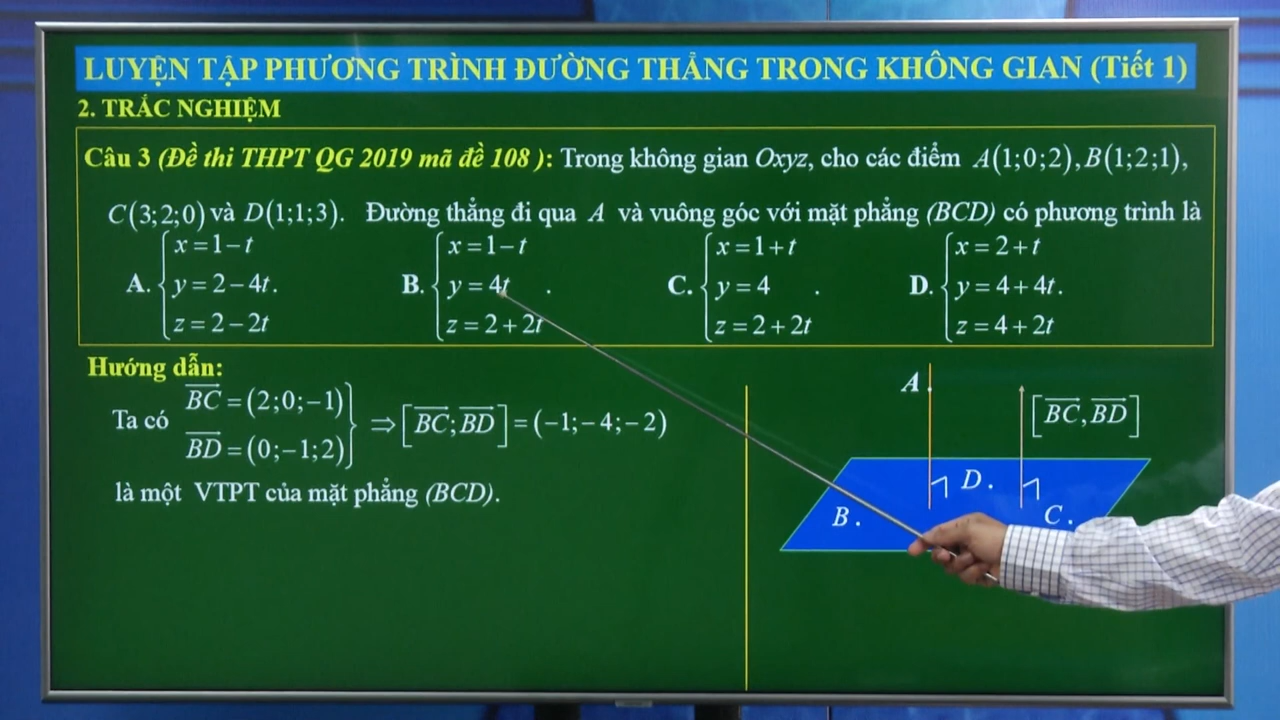 LUYỆN TẬP PHƯƠNG TRÌNH ĐƯỜNG THẲNG TRONG KHÔNG GIAN (Tiết 1)
2. TRẮC NGHIỆM
Câu 3 (Đề thi THPT QG 2019 mã đề 108 ): Trong không gian Oxyz, cho các điểm A(1;0;2),B(1;2;1),
C(3;2;0) và D(1;1;3). Đường thẳng đi qua A và vuông góc với mặt phẳng (BCD) có phương trình là
A. { x = 1 − t
y = 2 − 4t .
z = 2 − 2t
B. { x = 1 − t
y = 4t .
z = 2 + 2t
C. { x = 1 + t
y = 4 .
z = 2 + 2t
D. { x = 2 + t
y = 4 + 4t .
z = 4 + 2t
Hướng dẫn:
Ta có BC = (2;0;−1)
BD = (0;−1;2) } ⇒ [BC;BD] = (−1;−4;−2)
là một VTPT của mặt phẳng (BCD).
A
[BC,BD]
D .
B .
C .